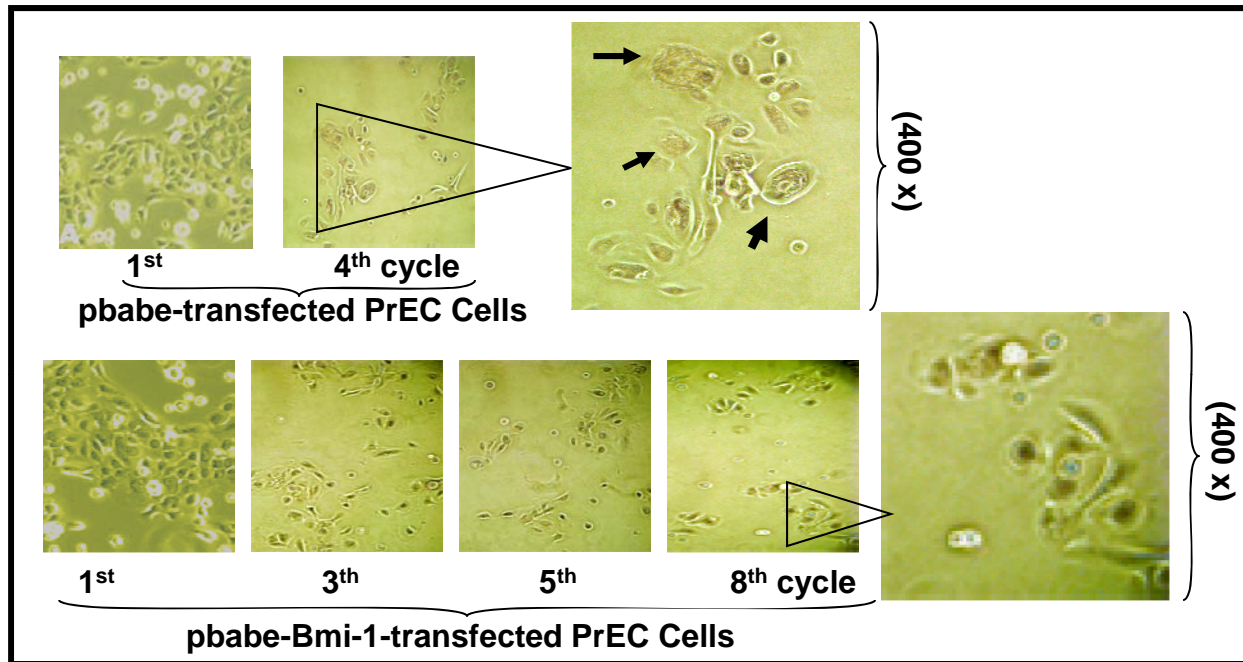 (400 x)
1st
4th cycle
pbabe-transfected PrEC Cells
(400 x)
1st
3th
5th
8th cycle
pbabe-Bmi-1-transfected PrEC Cells